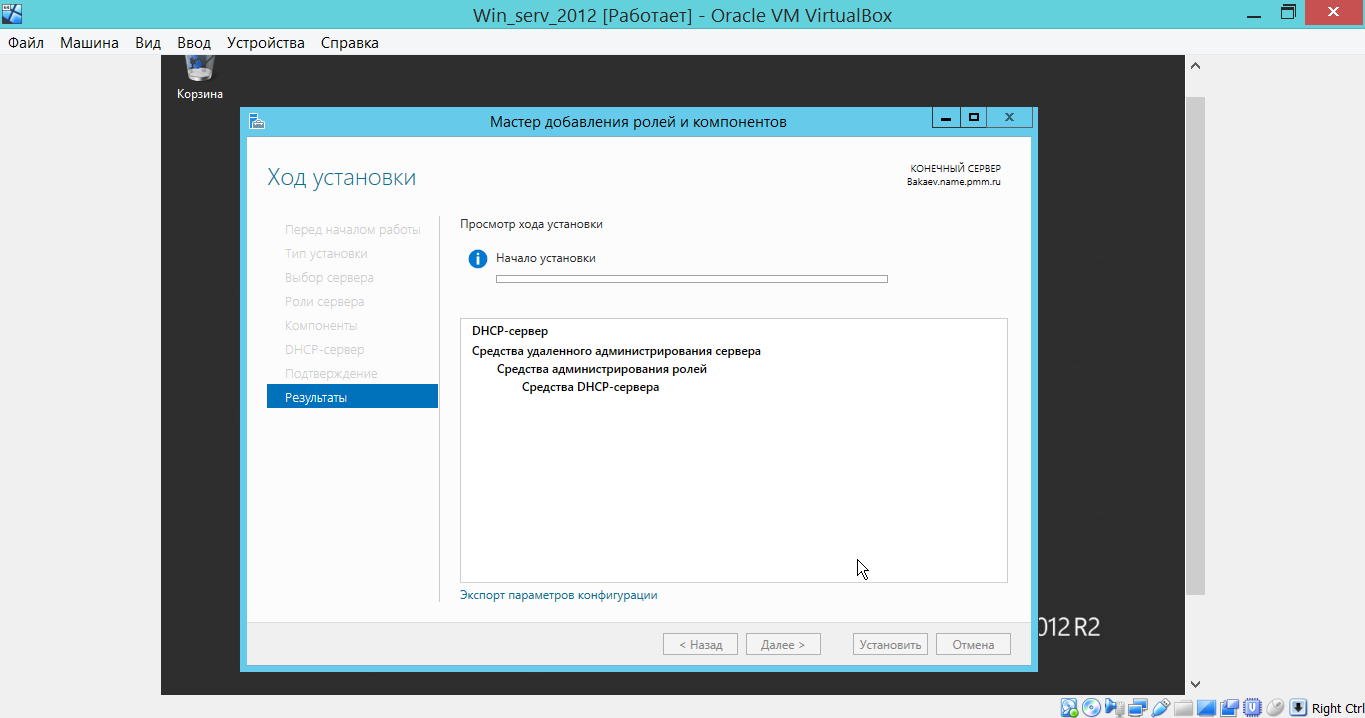 Win_serv_2012 [Работает] - Oracle VM VirtualBox
Файл Машина Вид Ввод Устройства Справка
Корзина
Мастер добавления ролей и компонентов
Ход установки
КОНЕЧНЫЙ СЕРВЕР
Bakaev.name.pmm.ru
Перед началом работы
Тип установки
Выбор сервера
Роли сервера
Компоненты
DHCP-сервер
Подтверждение
Результаты
Просмотр хода установки
Начало установки
DHCP-сервер
Средства удаленного администрирования сервера
Средства администрирования ролей
Средства DHCP-сервера
Экспорт параметров конфигурации
< Назад Далее > Установить Отмена
012 R2
Right Ctrl